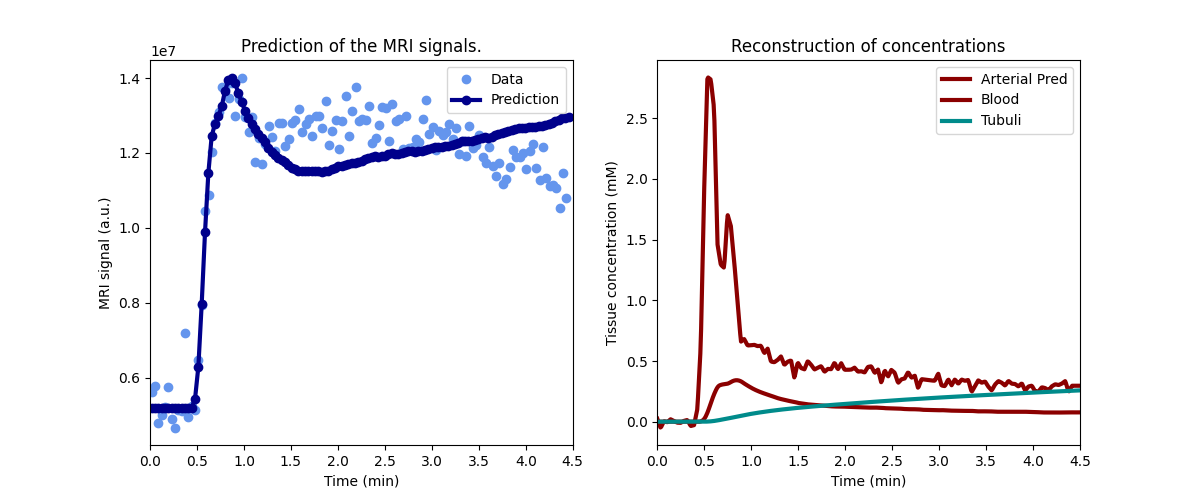 Prediction of the MRI signals.
1e7
MRI signal (a.u.)
1.4
1.2
1.0
0.8
0.6
0.0 0.5 1.0 1.5 2.0 2.5 3.0 3.5 4.0 4.5
Time (min)
Data
Prediction
Reconstruction of concentrations
Tissue concentration (mM)
2.5
2.0
1.5
1.0
0.5
0.0
0.0 0.5 1.0 1.5 2.0 2.5 3.0 3.5 4.0 4.5
Time (min)
Arterial Pred
Blood
Tubuli